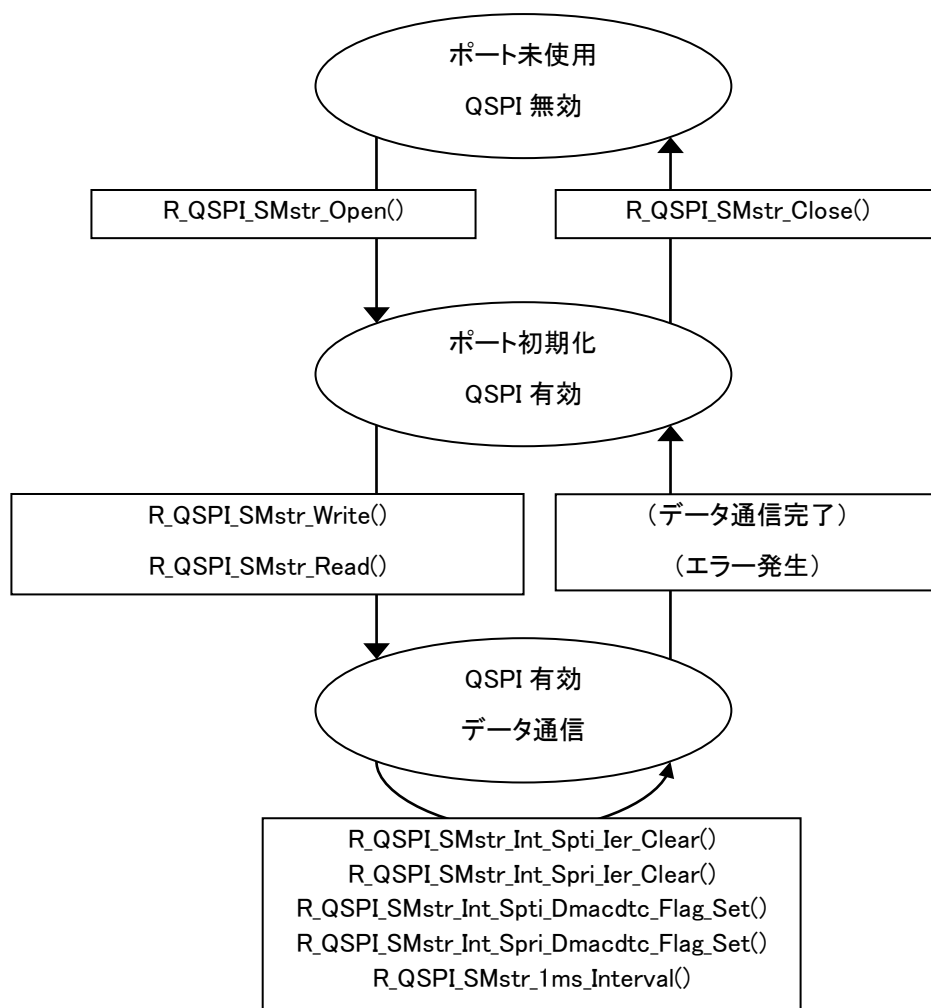 ポート未使用
QSPI 無効
R_QSPI_SMstr_Open()
R_QSPI_SMstr_Close()
ポート初期化
QSPI 有効
R_QSPI_SMstr_Write()
R_QSPI_SMstr_Read()
（データ通信完了）
（エラー発生）
QSPI 有効
データ通信
R_QSPI_SMstr_Int_Spti_Ier_Clear()
R_QSPI_SMstr_Int_Spri_Ier_Clear()
R_QSPI_SMstr_Int_Spti_Dmacdtc_Flag_Set()
R_QSPI_SMstr_Int_Spri_Dmacdtc_Flag_Set()
R_QSPI_SMstr_1ms_Interval()